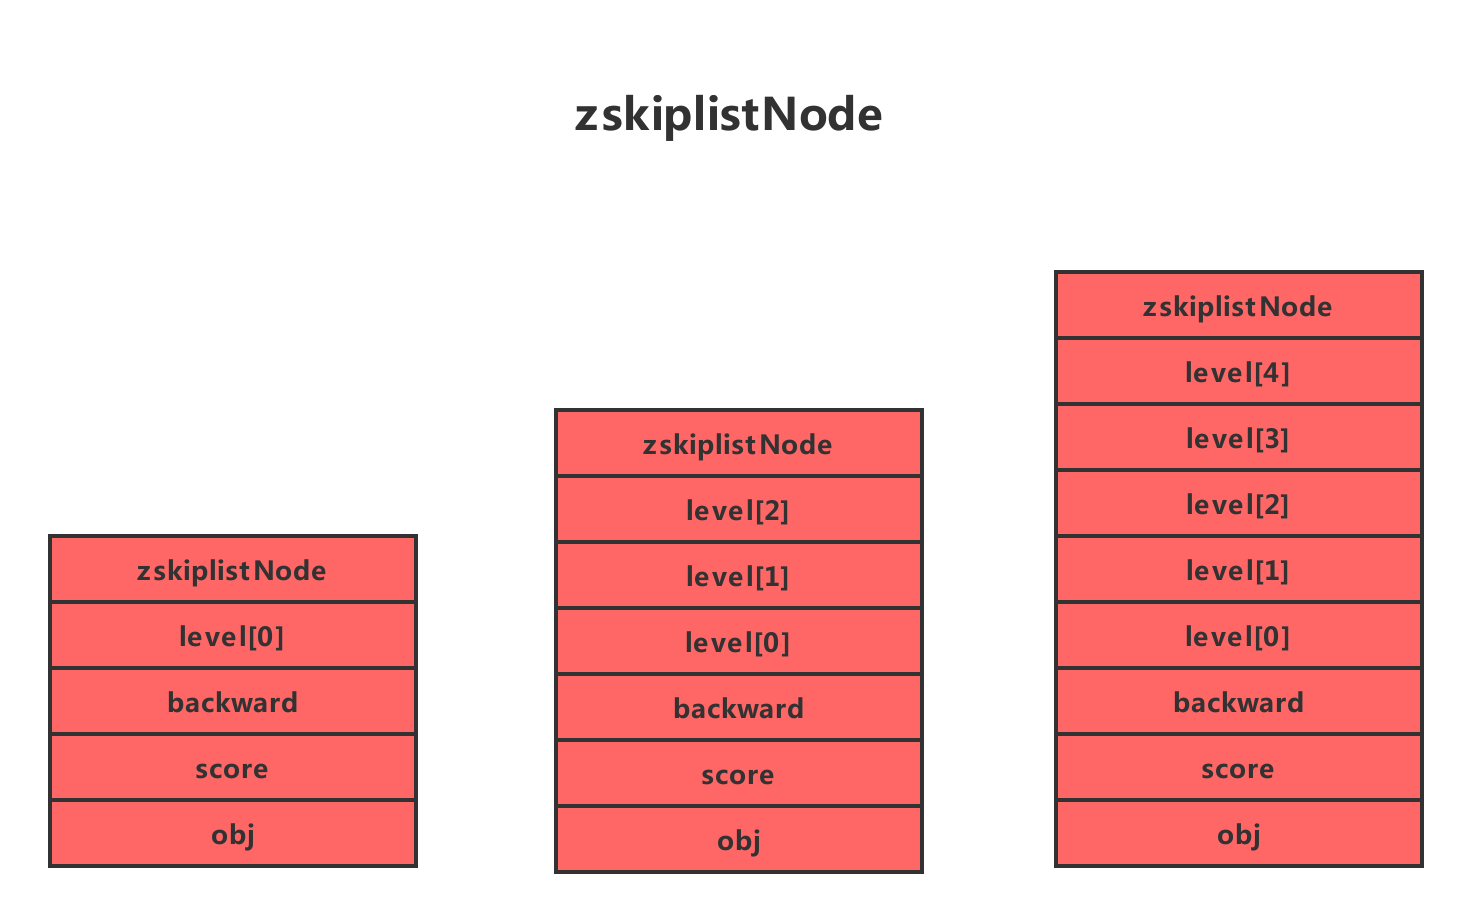 zskiplistNode
zskiplistNode
level[0]
backward
score
obj
zskiplistNode
level[2]
level[1]
level[0]
backward
score
obj
zskiplistNode
level[4]
level[3]
level[2]
level[1]
level[0]
backward
score
obj